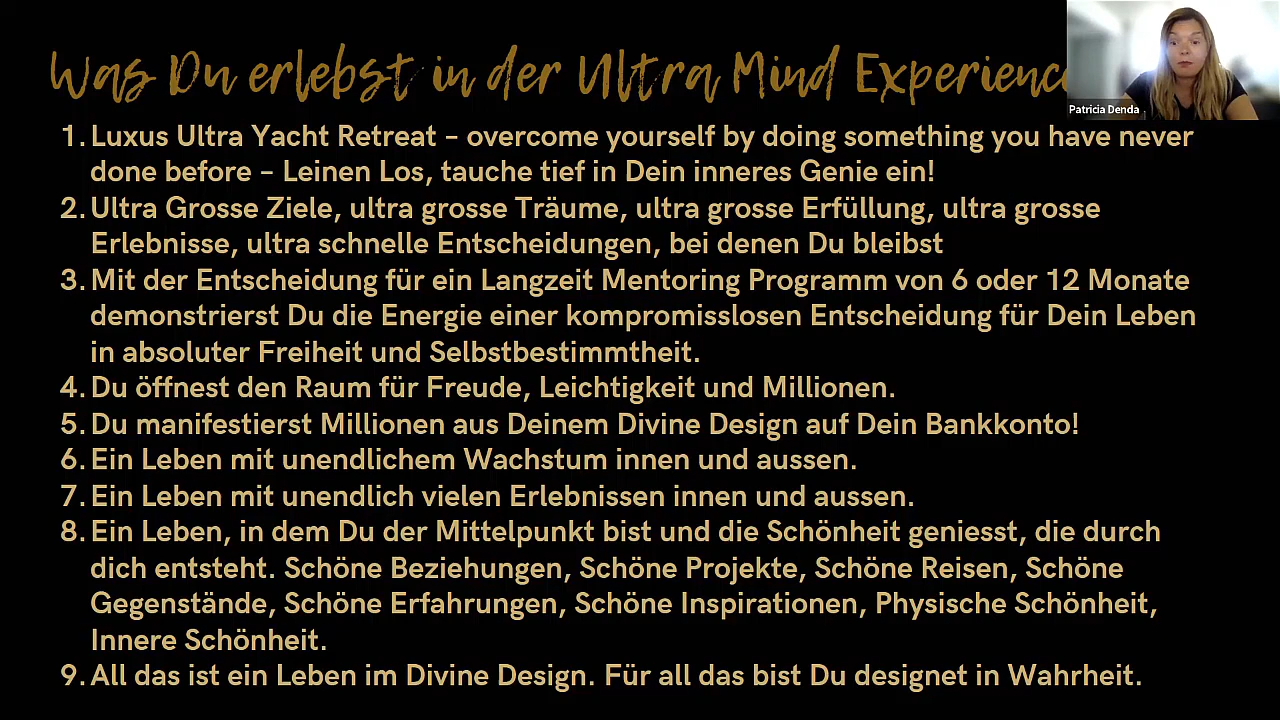 Was Du erlebst in der Ultra Mind Experience
Patricia Denda
1. Luxus Ultra Yacht Retreat – overcome yourself by doing something you have never
done before – Leinen Los, tauche tief in Dein inneres Genie ein!
2. Ultra Grosse Ziele, ultra grosse Träume, ultra grosse Erfüllung, ultra grosse
Erlebnisse, ultra schnelle Entscheidungen, bei denen Du bleibst
3. Mit der Entscheidung für ein Langzeit Mentoring Programm von 6 oder 12 Monate
demonstrierst Du die Energie einer kompromisslosen Entscheidung für Dein Leben
in absoluter Freiheit und Selbstbestimmtheit.
4. Du öffnest den Raum für Freude, Leichtigkeit und Millionen.
5. Du manifestierst Millionen aus Deinem Divine Design auf Dein Bankkonto!
6. Ein Leben mit unendlichem Wachstum innen und aussen.
7. Ein Leben mit unendlich vielen Erlebnissen innen und aussen.
8. Ein Leben, in dem Du der Mittelpunkt bist und die Schönheit geniesst, die durch
dich entsteht. Schöne Beziehungen, Schöne Projekte, Schöne Reisen, Schöne
Gegenstände, Schöne Erfahrungen, Schöne Inspirationen, Physische Schönheit,
Innere Schönheit.
9. All das ist ein Leben im Divine Design. Für all das bist Du designet in Wahrheit.